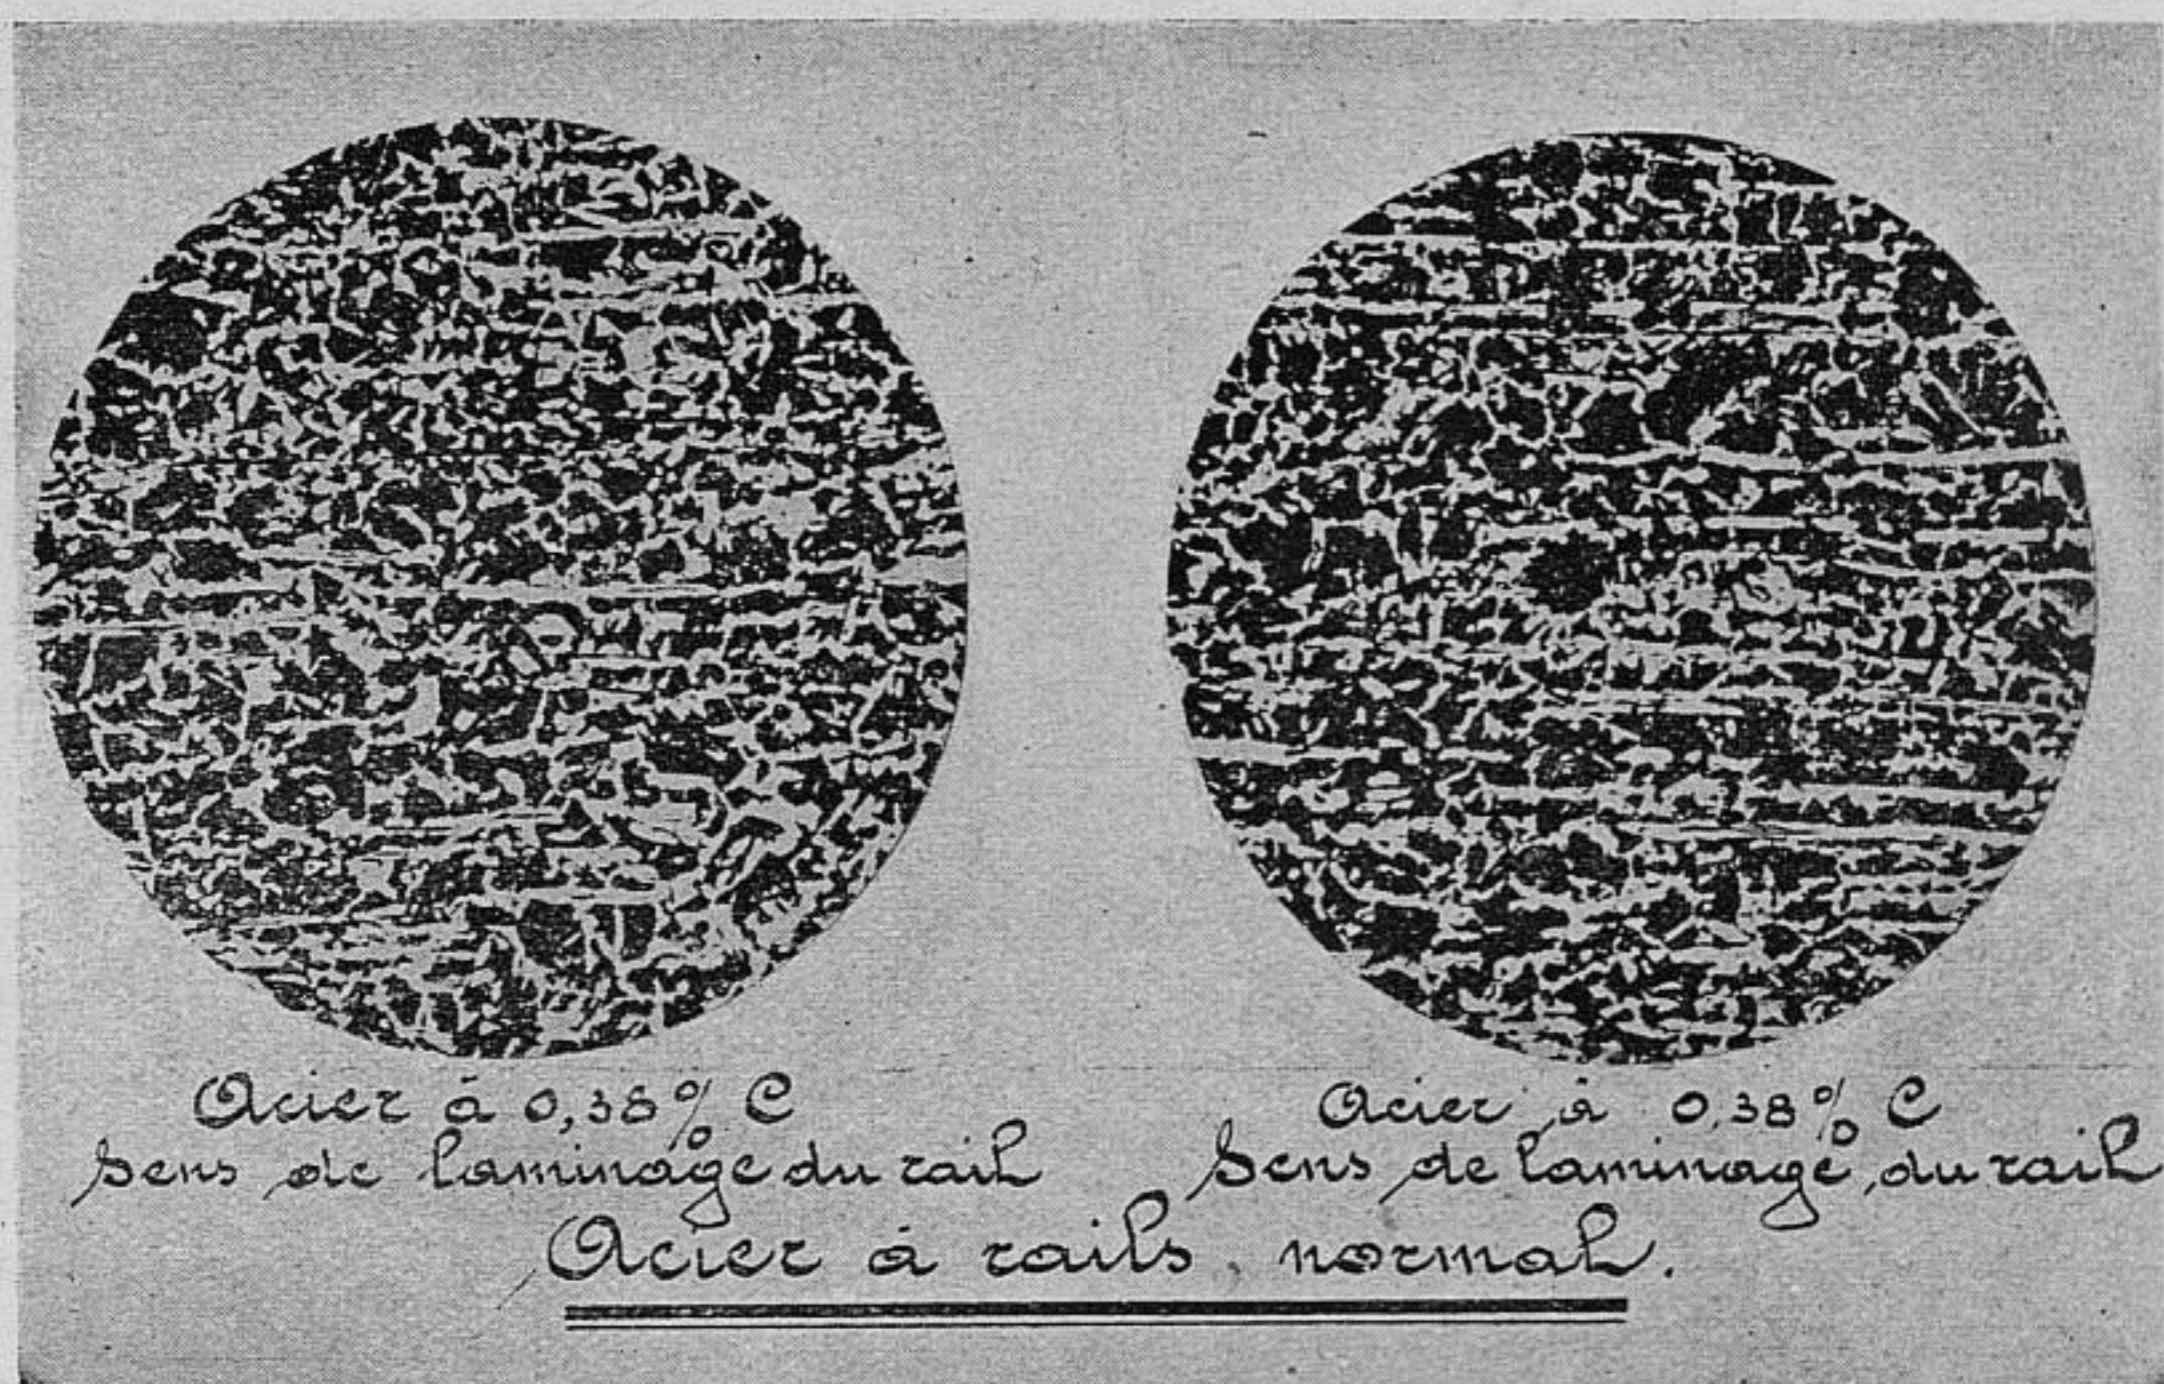 Acier à 0,38% C
Sens de laminage du rail
Acier à 0,38% C
Sens de laminage du rail
Acier à rails normal.